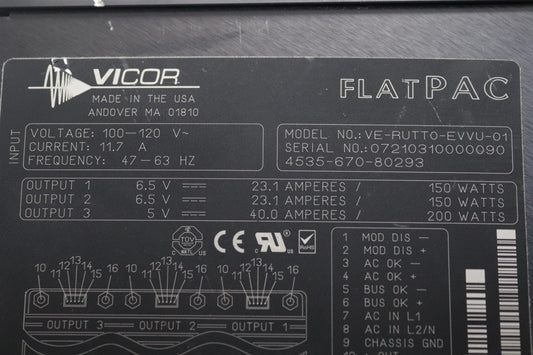 VICOR
FLATPAC
MADE IN THE USA
ANDOVER MA 01810
INPUT
VOLTAGE: 100–120 V~
CURRENT: 11.7 A
FREQUENCY: 47–63 HZ
MODEL NO.: VE-RUTTO-EVVU-01
SERIAL NO.: 07210310000090
4535-670-80293
OUTPUT 1 6.5 V 23.1 AMPERES / 150 WATTS
OUTPUT 2 6.5 V 23.1 AMPERES / 150 WATTS
OUTPUT 3 5 V 40.0 AMPERES / 200 WATTS
TUV
C NRTL US
CE
c RU US
1 MOD DIS –
2 MOD DIS +
3 AC OK –
4 AC OK +
5 BUS OK –
6 BUS OK +
7 AC IN L1
8 AC IN L2/N
9 CHASSIS GND
10 16 10 16 10 16
11 12 13 14 15
11 12 13 14 15
11 12 13 14 15
OUTPUT 3 OUTPUT 2 OUTPUT 1